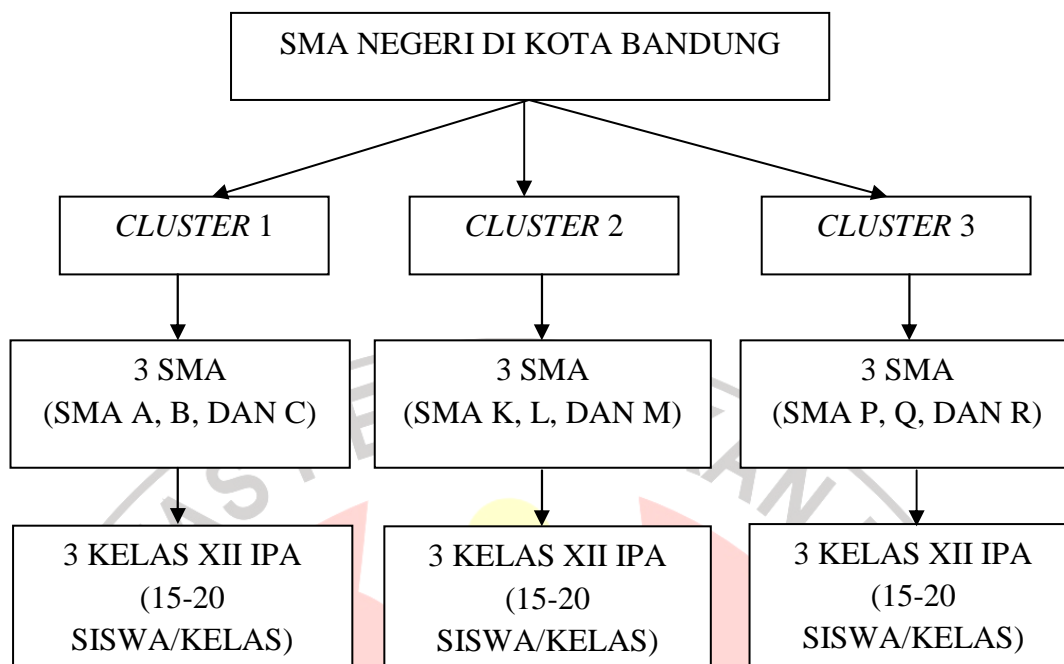 SMA NEGERI DI KOTA BANDUNG
CLUSTER 1
CLUSTER 2
CLUSTER 3
3 SMA
(SMA A, B, DAN C)
3 SMA
(SMA K, L, DAN M)
3 SMA
(SMA P, Q, DAN R)
3 KELAS XII IPA
(15-20
SISWA/KELAS)
3 KELAS XII IPA
(15-20
SISWA/KELAS)
3 KELAS XII IPA
(15-20
SISWA/KELAS)